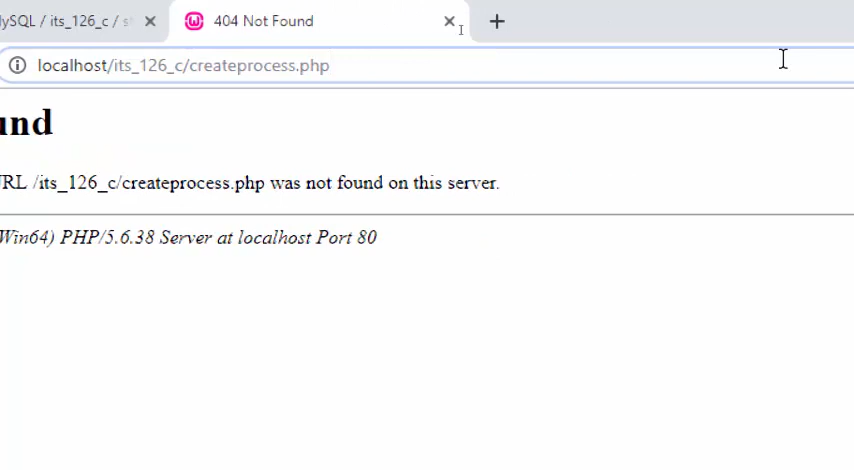 ySQL / its_126_c / s
404 Not Found
localhost/its_126_c/createprocess.php
und
RL /its_126_c/createprocess.php was not found on this server.
Win64) PHP/5.6.38 Server at localhost Port 80